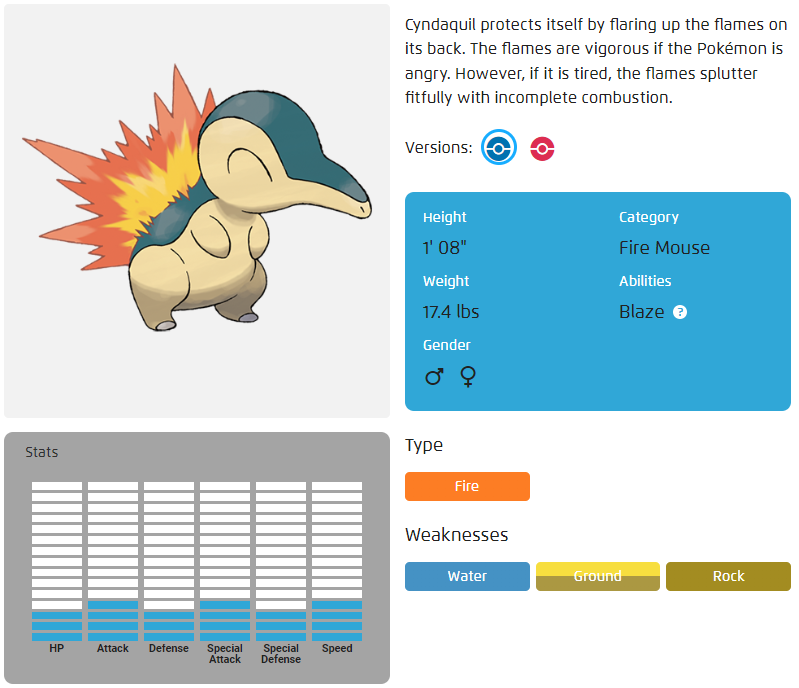 Cyndaquil protects itself by flaring up the flames on
its back. The flames are vigorous if the Pokémon is
angry. However, if it is tired, the flames splutter
fitfully with incomplete combustion.
Versions:
Height
1' 08"
Weight
17.4 lbs
Gender
♂ ♀
Category
Fire Mouse
Abilities
Blaze ?
Stats
HP
Attack
Defense
Special
Attack
Special
Defense
Speed
Type
Fire
Weaknesses
Water
Ground
Rock